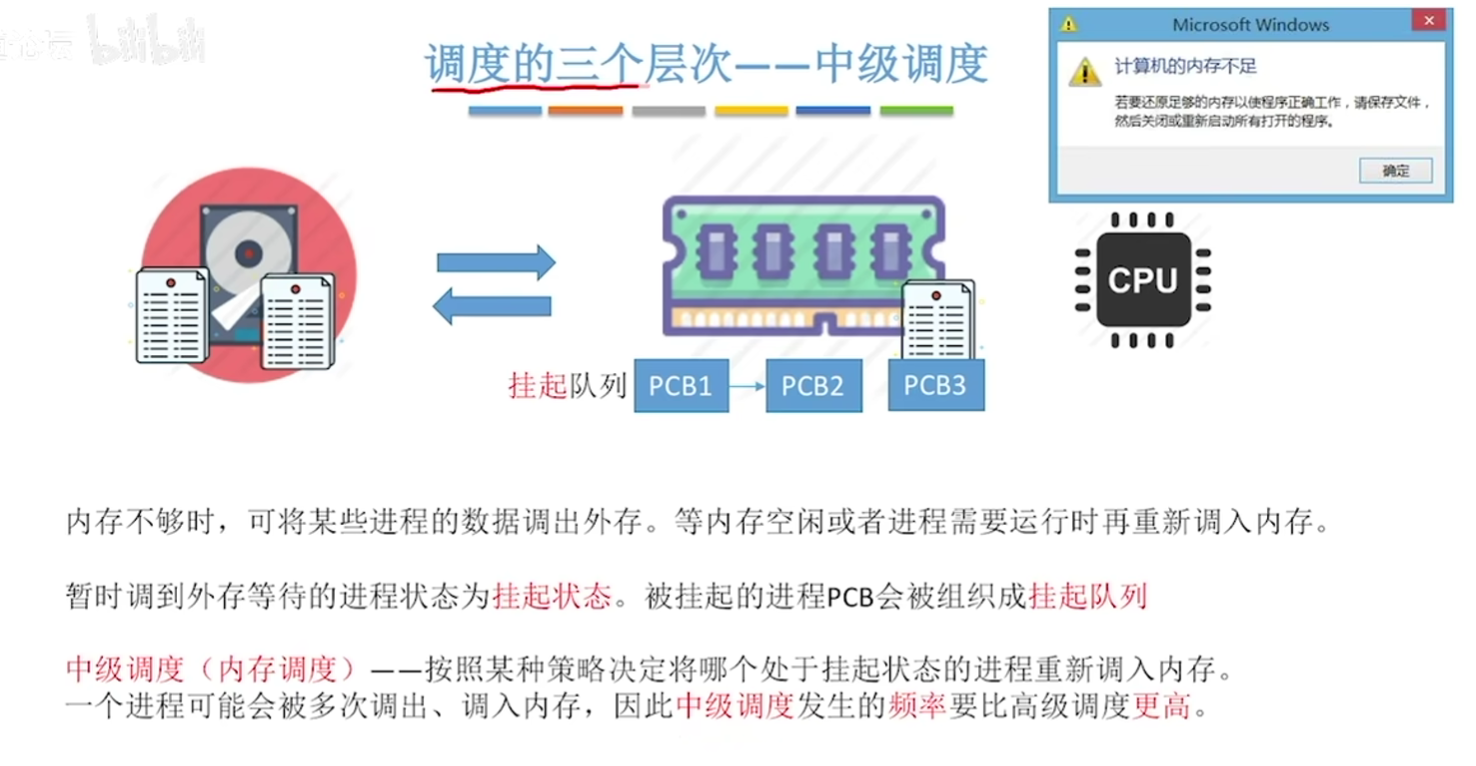 bilibili
调度的三个层次——中级调度
Microsoft Windows
计算机的内存不足
若要还原足够的内存以使程序正确工作，请保存文件，
然后关闭或重新启动所有打开的程序。
确定
CPU
挂起队列 PCB1 PCB2 PCB3
内存不够时，可将某些进程的数据调出外存。等内存空闲或者进程需要运行时再重新调入内存。
暂时调到外存等待的进程状态为挂起状态。被挂起的进程PCB会被组织成挂起队列
中级调度（内存调度）——按照某种策略决定将哪个处于挂起状态的进程重新调入内存。
一个进程可能会被多次调出、调入内存，因此中级调度发生的频率要比高级调度更高。